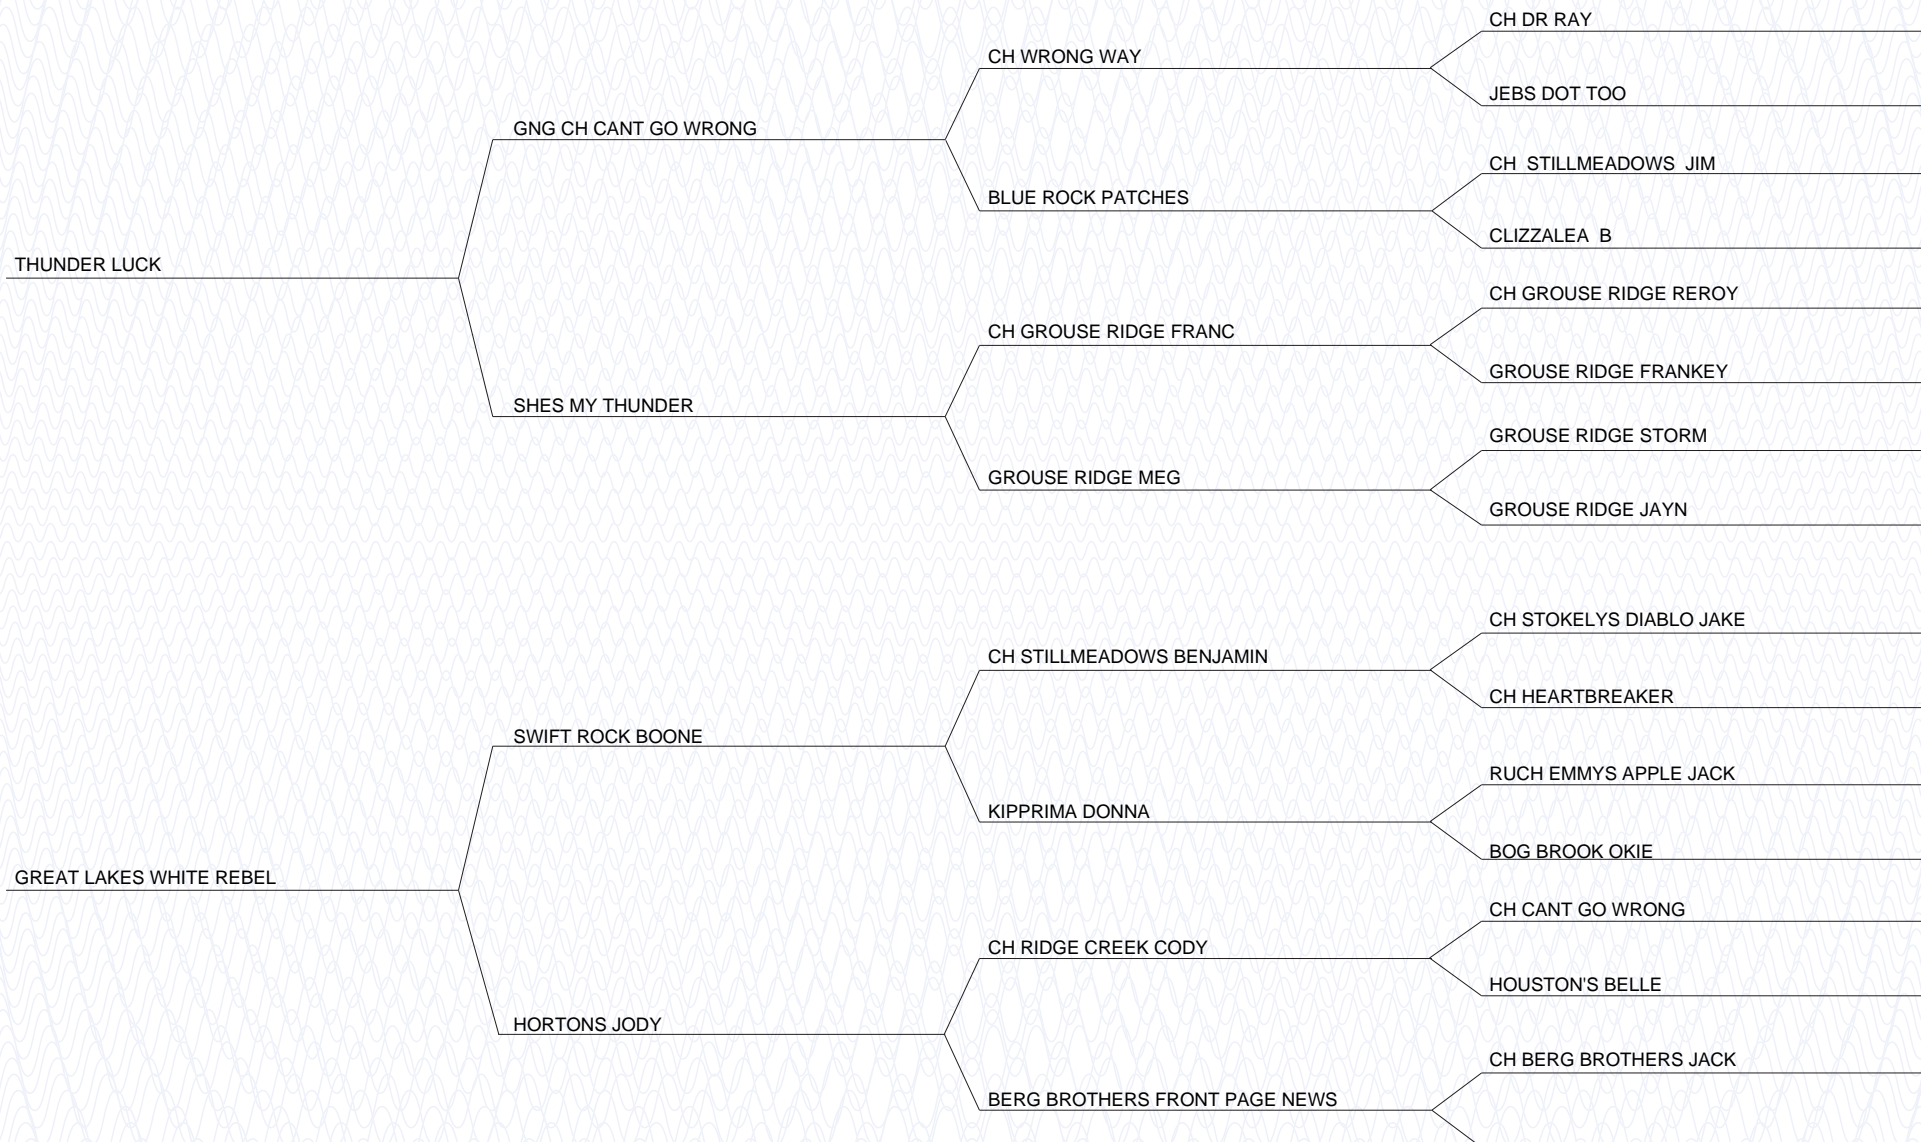 CH DR RAY
CH WRONG WAY
JEBS DOT TOO
GNG CH CANT GO WRONG
CH  STILLMEADOWS  JIM
BLUE ROCK PATCHES
CLIZZALEA  B
THUNDER LUCK
CH GROUSE RIDGE REROY
CH GROUSE RIDGE FRANC
GROUSE RIDGE FRANKEY
SHES MY THUNDER
GROUSE RIDGE STORM
GROUSE RIDGE MEG
GROUSE RIDGE JAYN
CH STOKELYS DIABLO JAKE
CH STILLMEADOWS BENJAMIN
CH HEARTBREAKER
SWIFT ROCK BOONE
RUCH EMMYS APPLE JACK
KIPPRIMA DONNA
BOG BROOK OKIE
GREAT LAKES WHITE REBEL
CH CANT GO WRONG
CH RIDGE CREEK CODY
HOUSTON'S BELLE
HORTONS JODY
CH BERG BROTHERS JACK
BERG BROTHERS FRONT PAGE NEWS